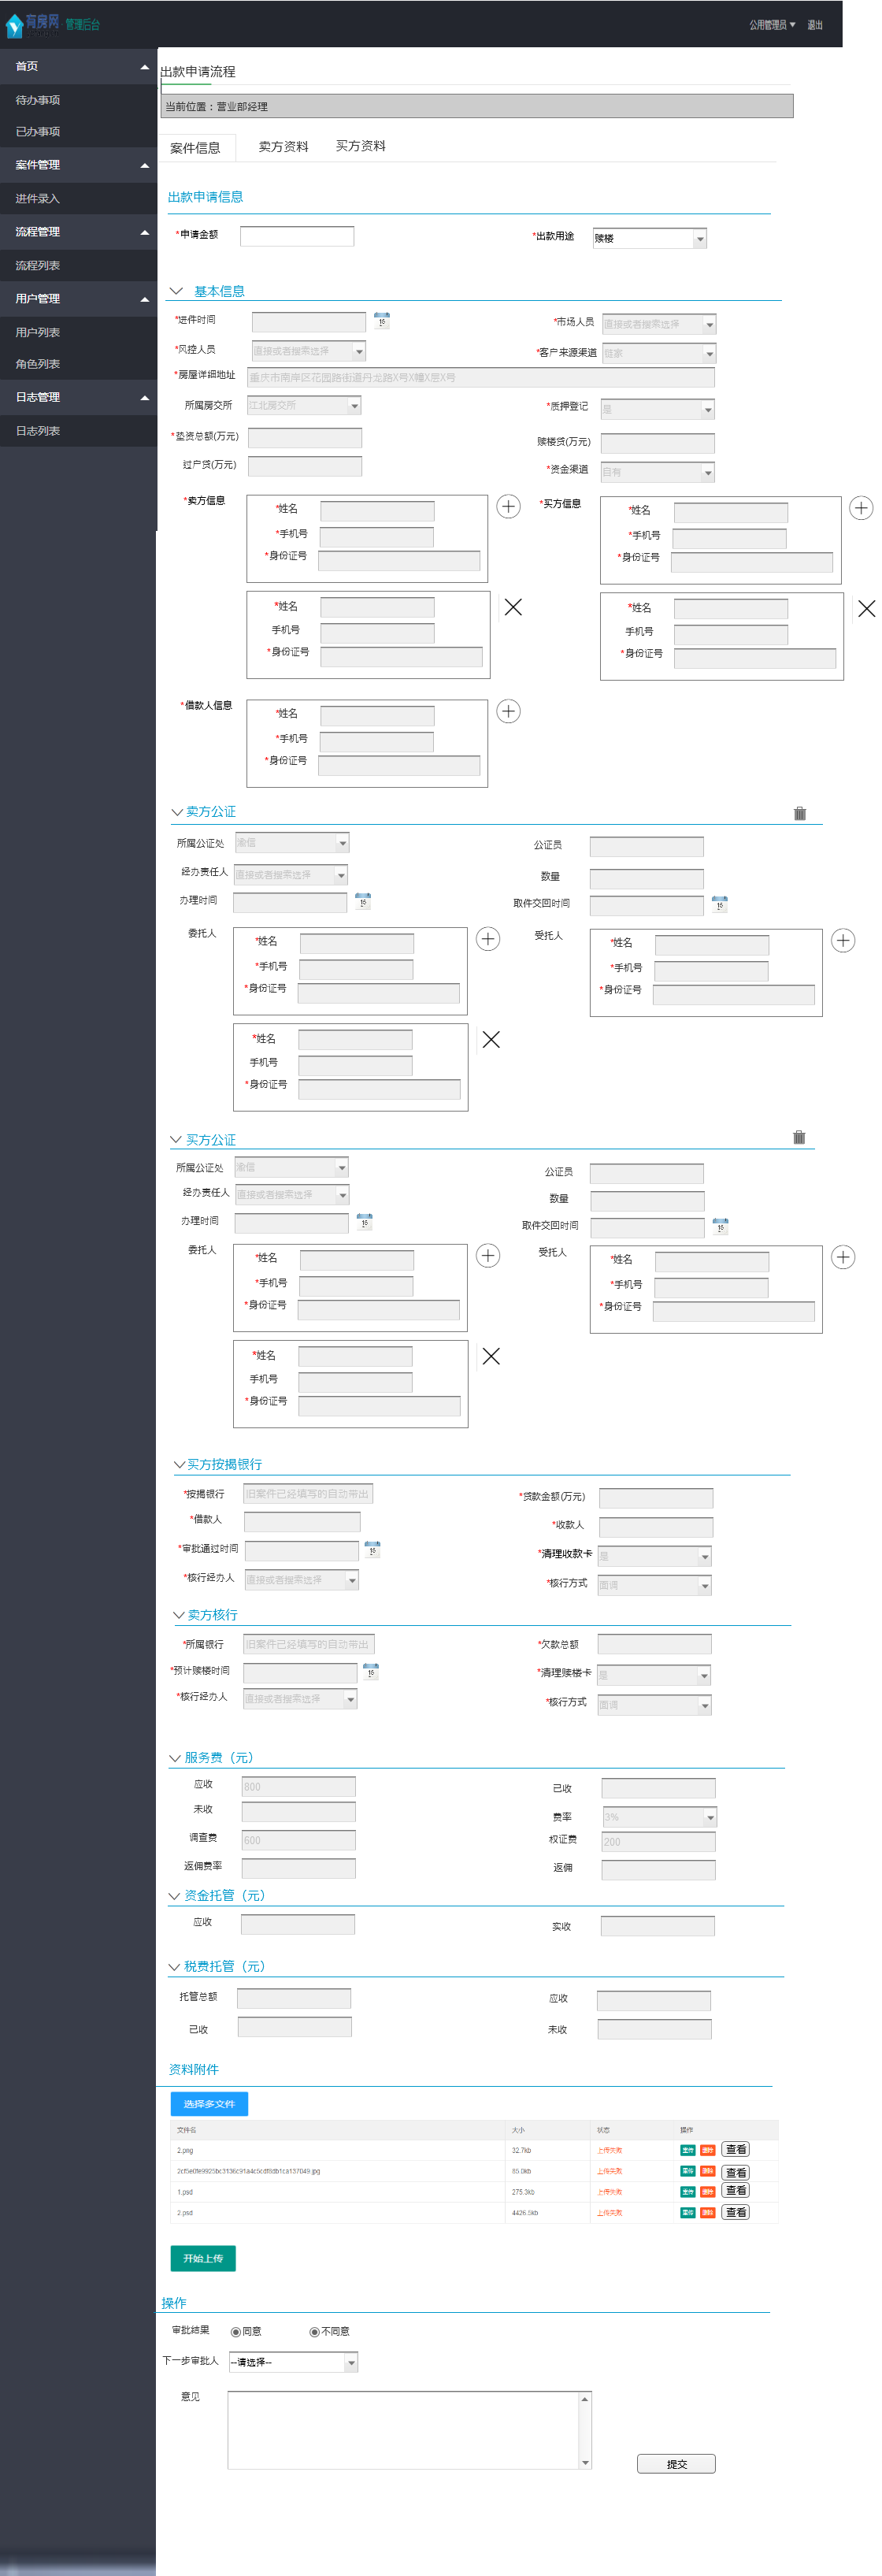 育房网 管理后台
公用管理员 退出
首页
待办事项
已办事项
案件管理
进件录入
流程管理
流程列表
用户管理
用户列表
角色列表
日志管理
日志列表
出款申请流程
当前位置：营业部经理
案件信息 卖方资料 买方资料
出款申请信息
*申请金额 *出款用途 赎楼
基本信息
*进件时间 *市场人员 直接或者搜索选择
*风控人员 直接或者搜索选择 *客户来源渠道 链家
*房屋详细地址 重庆市南岸区花园路街道丹龙路X号X幢X层X号
所属房交所 江北房交所 *质押登记 是
*垫资总额(万元) 赎楼贷(万元)
过户贷(万元) *资金渠道 自有
*卖方信息 *姓名 *买方信息 *姓名
*手机号 *手机号
*身份证号 *身份证号
*姓名 *姓名
手机号 手机号
*身份证号 *身份证号
*借款人信息 *姓名
*手机号
*身份证号
卖方公证
所属公证处 渝信 公证员
经办责任人 直接或者搜索选择 数量
办理时间 取件交回时间
委托人 *姓名 受托人 *姓名
*手机号 *手机号
*身份证号 *身份证号
*姓名
手机号
*身份证号
买方公证
所属公证处 渝信 公证员
经办责任人 直接或者搜索选择 数量
办理时间 取件交回时间
委托人 *姓名 受托人 *姓名
*手机号 *手机号
*身份证号 *身份证号
*姓名
手机号
*身份证号
买方按揭银行
*按揭银行 旧案件已经填写的自动带出 *贷款金额(万元)
*借款人 *收款人
*审批通过时间 *清理收款卡 是
*核行经办人 直接或者搜索选择 *核行方式 面调
卖方核行
*所属银行 旧案件已经填写的自动带出 *欠款总额
*预计赎楼时间 *清理赎楼卡 是
*核行经办人 直接或者搜索选择 *核行方式 面调
服务费（元）
应收 800 已收
未收 费率 3%
调查费 600 权证费 200
返佣费率 返佣
资金托管（元）
应收 实收
税费托管（元）
托管总额 应收
已收 未收
资料附件
选择多文件
文件名 大小 状态 操作
2.png 32.7kb 上传失败 重传 删除 查看
上传失败 重传 删除 查看
1.psd 275.3kb 上传失败 重传 删除 查看
2.psd 4426.5kb 上传失败 重传 删除 查看
开始上传
操作
审批结果 同意 不同意
下一步审批人 --请选择--
意见
提交